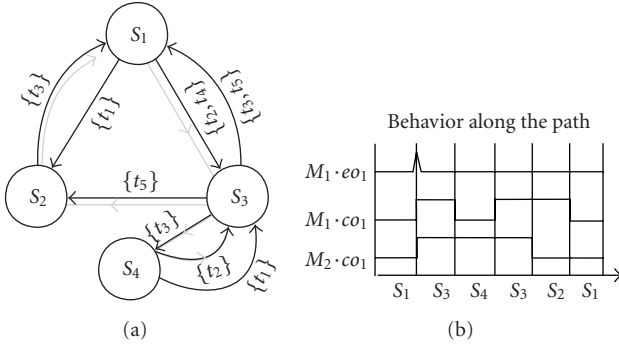 S₁
{t₃}
{t₁}
{t₂, t₄}
{t₃, t₅}
S₂
{t₅}
S₃
{t₃}
S₄
{t₂}
{t₁}
(a)
Behavior along the path
M₁·eo₁
M₁·co₁
M₂·co₁
S₁ S₃ S₄ S₃ S₂ S₁
(b)